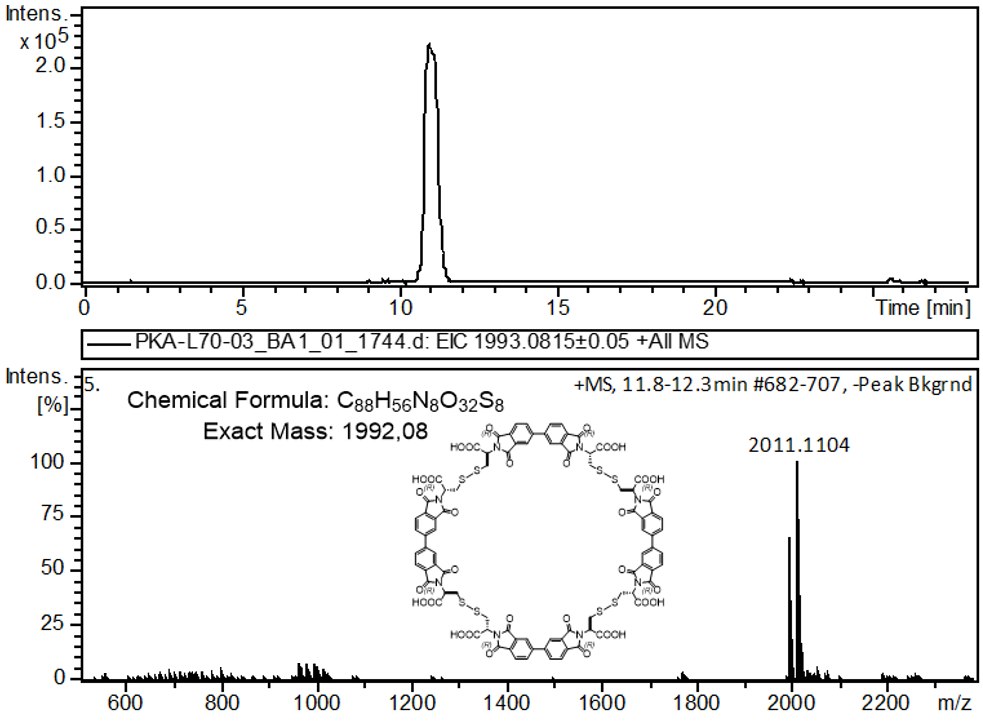 Intens.
x10⁵
2.0
1.5
1.0
0.5
0.0
0 5 10 15 20 Time [min]
PKA-L70-03_BA1_01_1744.d: EIC 1993.0815±0.05 +All MS
Intens.
[%]
5.
+MS, 11.8-12.3min #682-707, -Peak Bkgrnd
Chemical Formula: C₈₈H₅₆N₈O₃₂S₈
Exact Mass: 1992,08
2011.1104
100
75
50
25
0
O (R) O O (R)
HOOC N N COOH
O O
HOOC S S S S COOH
(R) (R)
O N O O N O
O N O O N O
(R) (R)
HOOC S S S S COOH
HOOC N O O N COOH
(R) O O (R)
600 800 1000 1200 1400 1600 1800 2000 2200 m/z